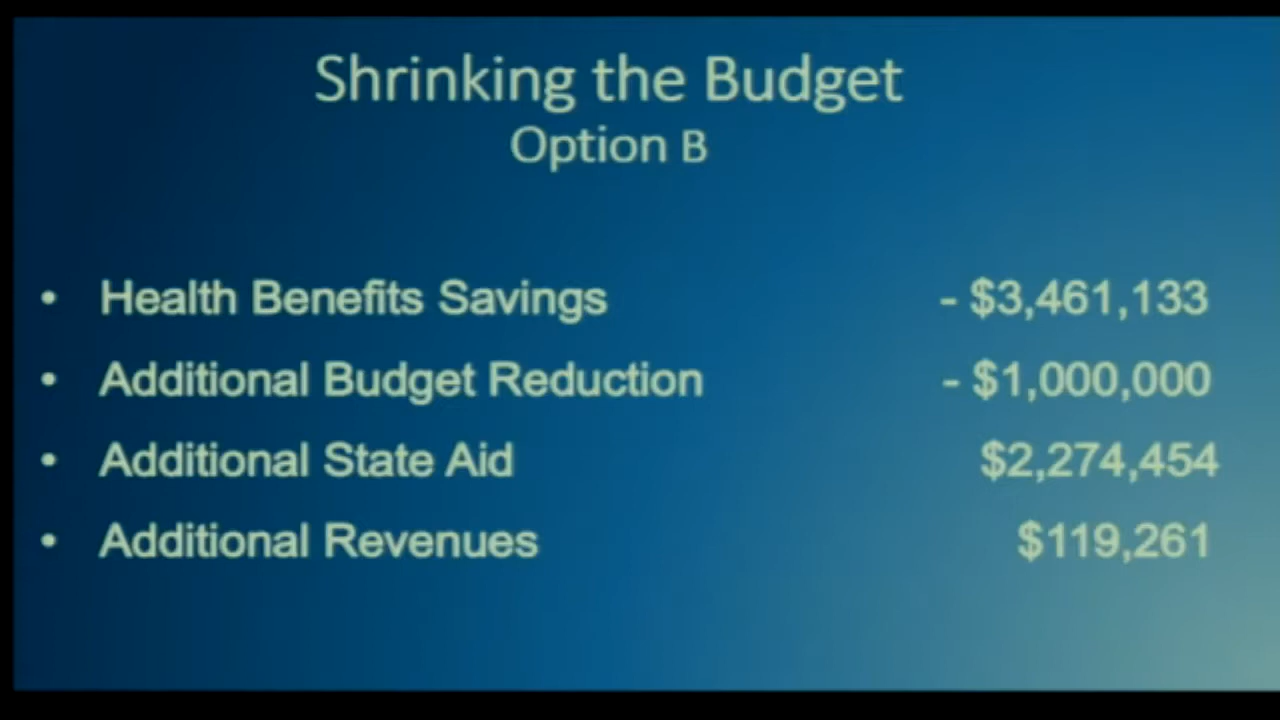 Shrinking the Budget
Option B
• Health Benefits Savings - $3,461,133
• Additional Budget Reduction - $1,000,000
• Additional State Aid $2,274,454
• Additional Revenues $119,261